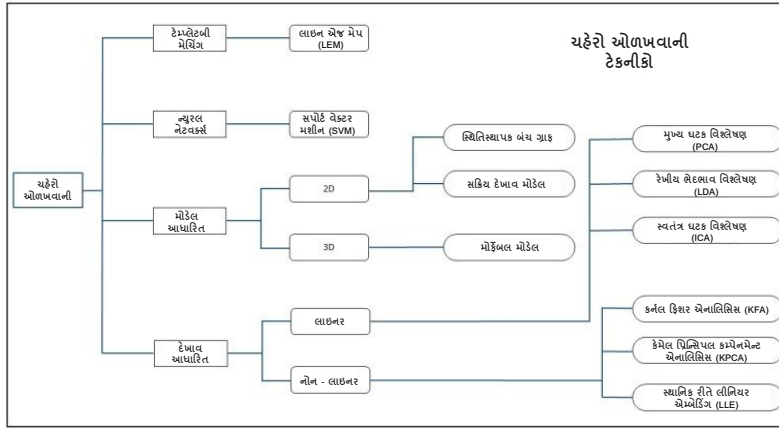 ચહેરો ઓળખવાની
ટેકનીકો
ચહેરો
ઓળખવાની
ટેમ્પ્લેટબી
મેચિંગ
લાઇન એજ મેપ
(LEM)
ન્યુરલ
નેટવર્ક્સ
સપોર્ટ વેક્ટર
મશીન (SVM)
મોડેલ
આધારિત
2D
સ્થિતિસ્થાપક બંચ ગ્રાફ
સક્રિય દેખાવ મોડેલ
3D
મોર્ફેબલ મોડેલ
દેખાવ
આધારિત
લાઇનર
મુખ્ય ઘટક વિશ્લેષણ
(PCA)
રેખીય ભેદભાવ વિશ્લેષણ
(LDA)
સ્વતંત્ર ઘટક વિશ્લેષણ
(ICA)
નોન - લાઇનર
કર્નલ ફિશર એનાલિસિસ (KFA)
કેમેલ પ્રિન્સિપલ કમ્પેનમેન્ટ
એનાલિસિસ (KPCA)
સ્થાનિક રીતે લીનિયર
એમ્બેડિંગ (LLE)